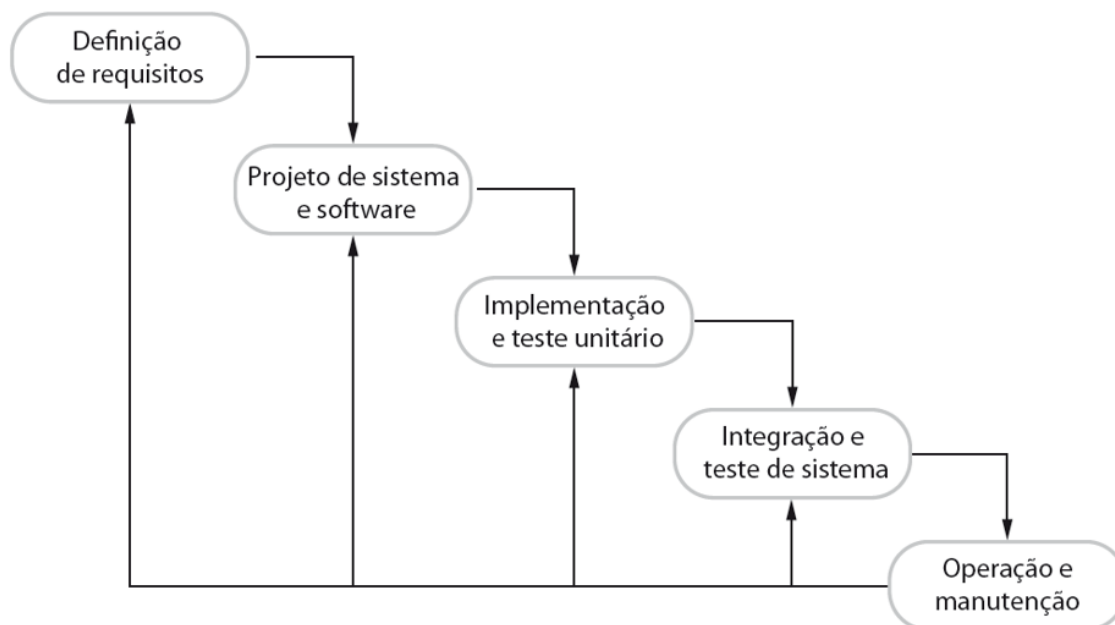 Definição
de requisitos
Projeto de sistema
e software
Implementação
e teste unitário
Integração e
teste de sistema
Operação e
manutenção